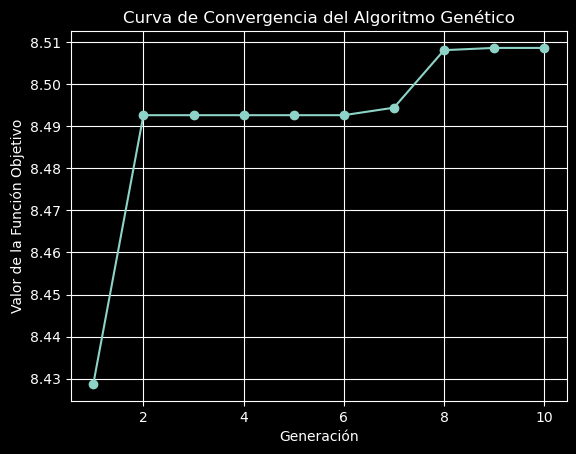 Curva de Convergencia del Algoritmo Genético
8.51
8.50
8.49
8.48
8.47
8.46
8.45
8.44
8.43
Valor de la Función Objetivo
2 4 6 8 10
Generación